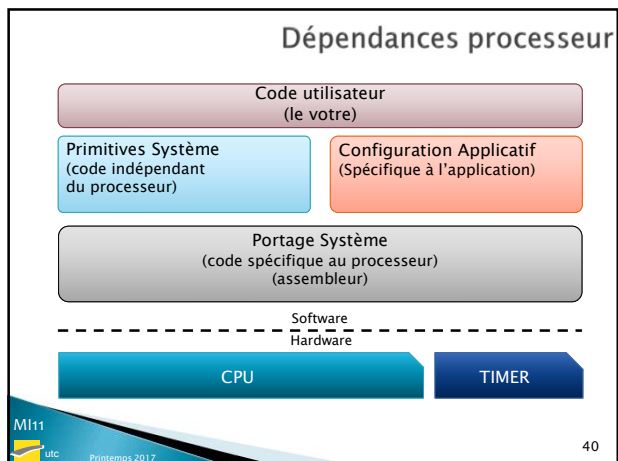 Dépendances processeur
Code utilisateur
(le votre)
Primitives Système
(code indépendant
du processeur)
Configuration Applicatif
(Spécifique à l'application)
Portage Système
(code spécifique au processeur)
(assembleur)
Software
Hardware
CPU
TIMER
MI11
utc
Printemps 2017
40